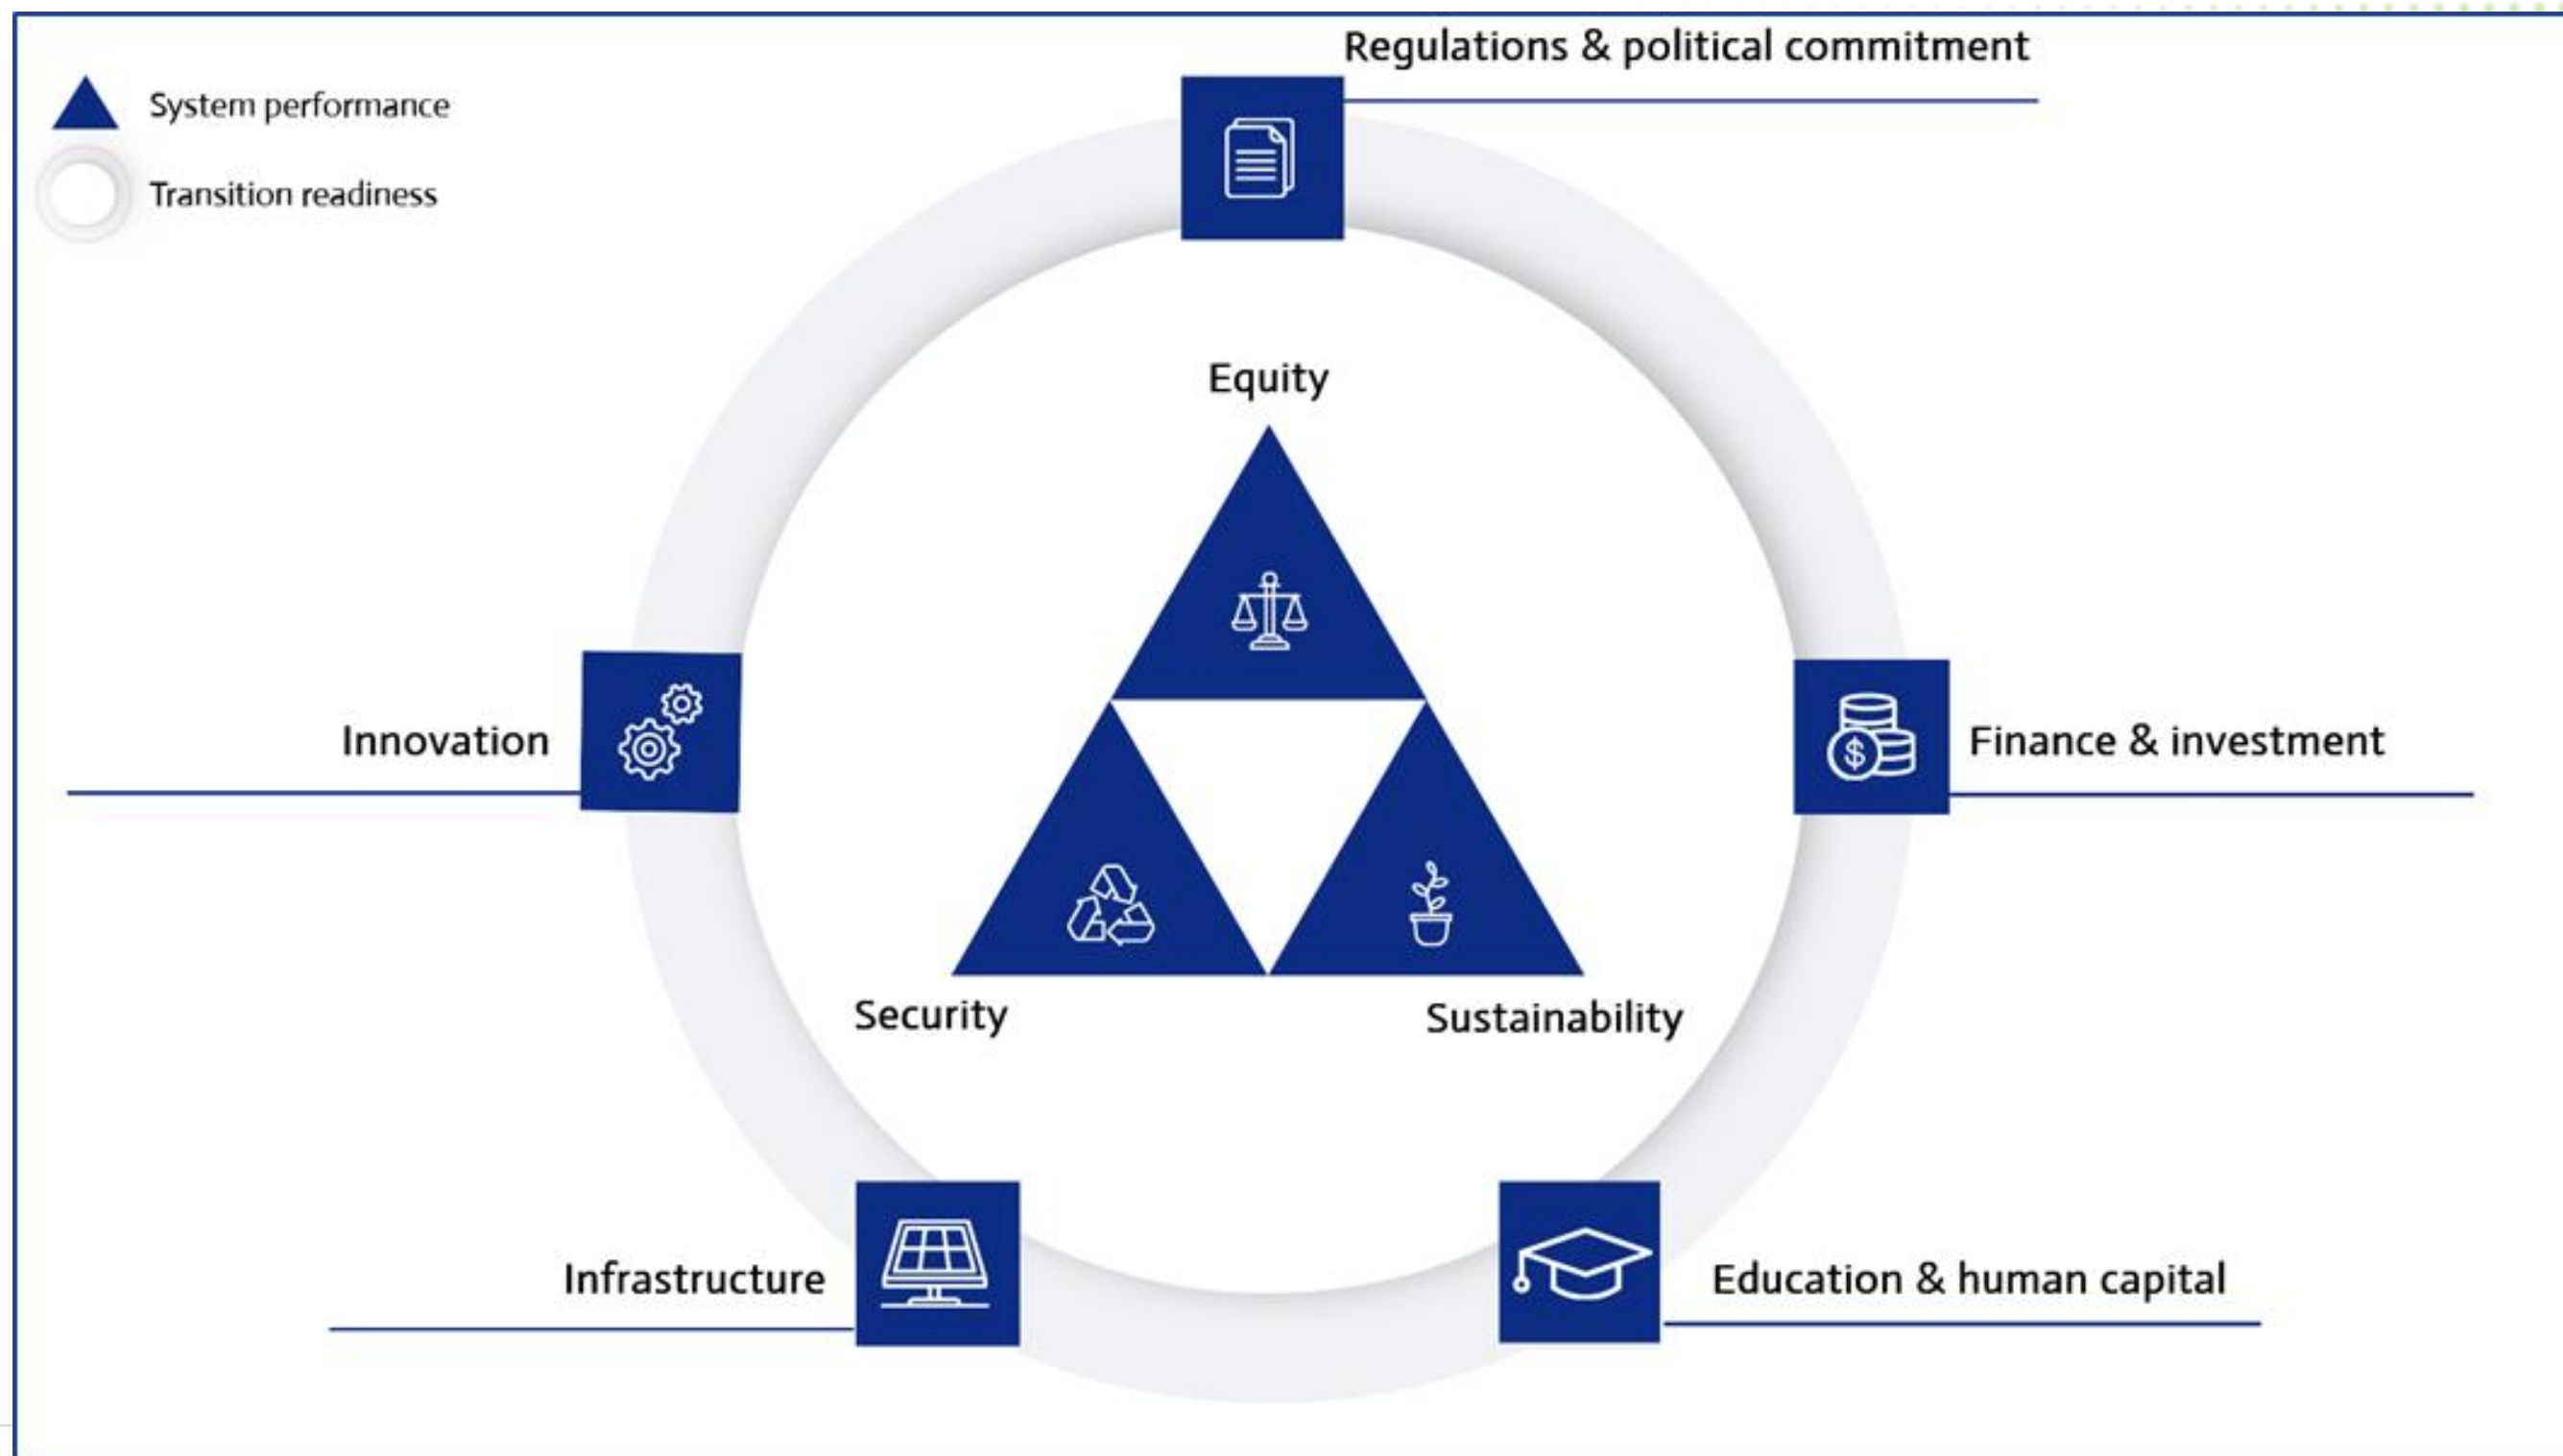 Regulations & political commitment
System performance
Transition readiness
Equity
Innovation
$
Finance & investment
Security
Sustainability
Infrastructure
Education & human capital